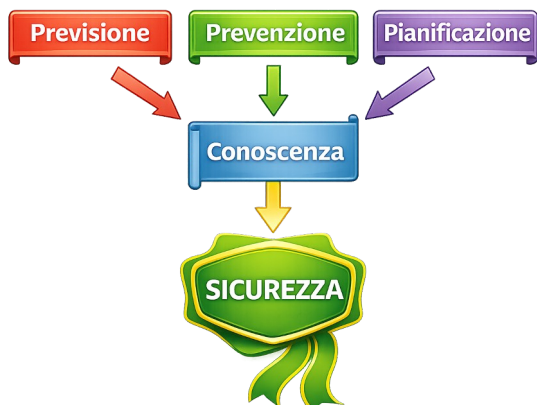 Previsione
Prevenzione
Pianificazione
Conoscenza
SICUREZZA